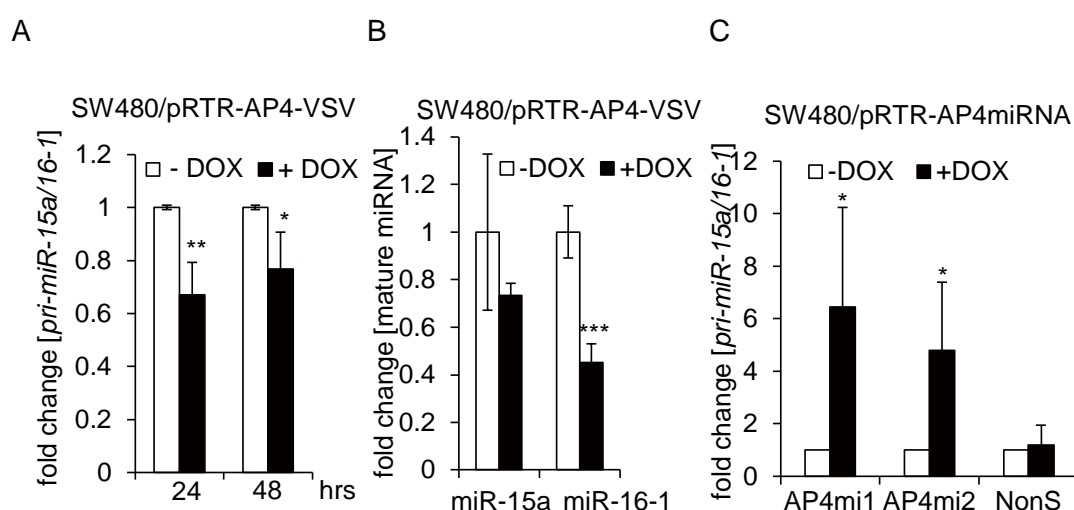 A
B
C
SW480/pRTR-AP4-VSV
SW480/pRTR-AP4-VSV
SW480/pRTR-AP4miRNA
fold change [pri-miR-15a/16-1]
1.2
1
0.8
0.6
0.4
0.2
0
- DOX + DOX
**
*
24 48 hrs
fold change [mature miRNA]
1.4
1.2
1
0.8
0.6
0.4
0.2
0
-DOX +DOX
***
miR-15a miR-16-1
fold change [pri-miR-15a/16-1]
12
10
8
6
4
2
0
-DOX +DOX
*
*
AP4mi1 AP4mi2 NonS